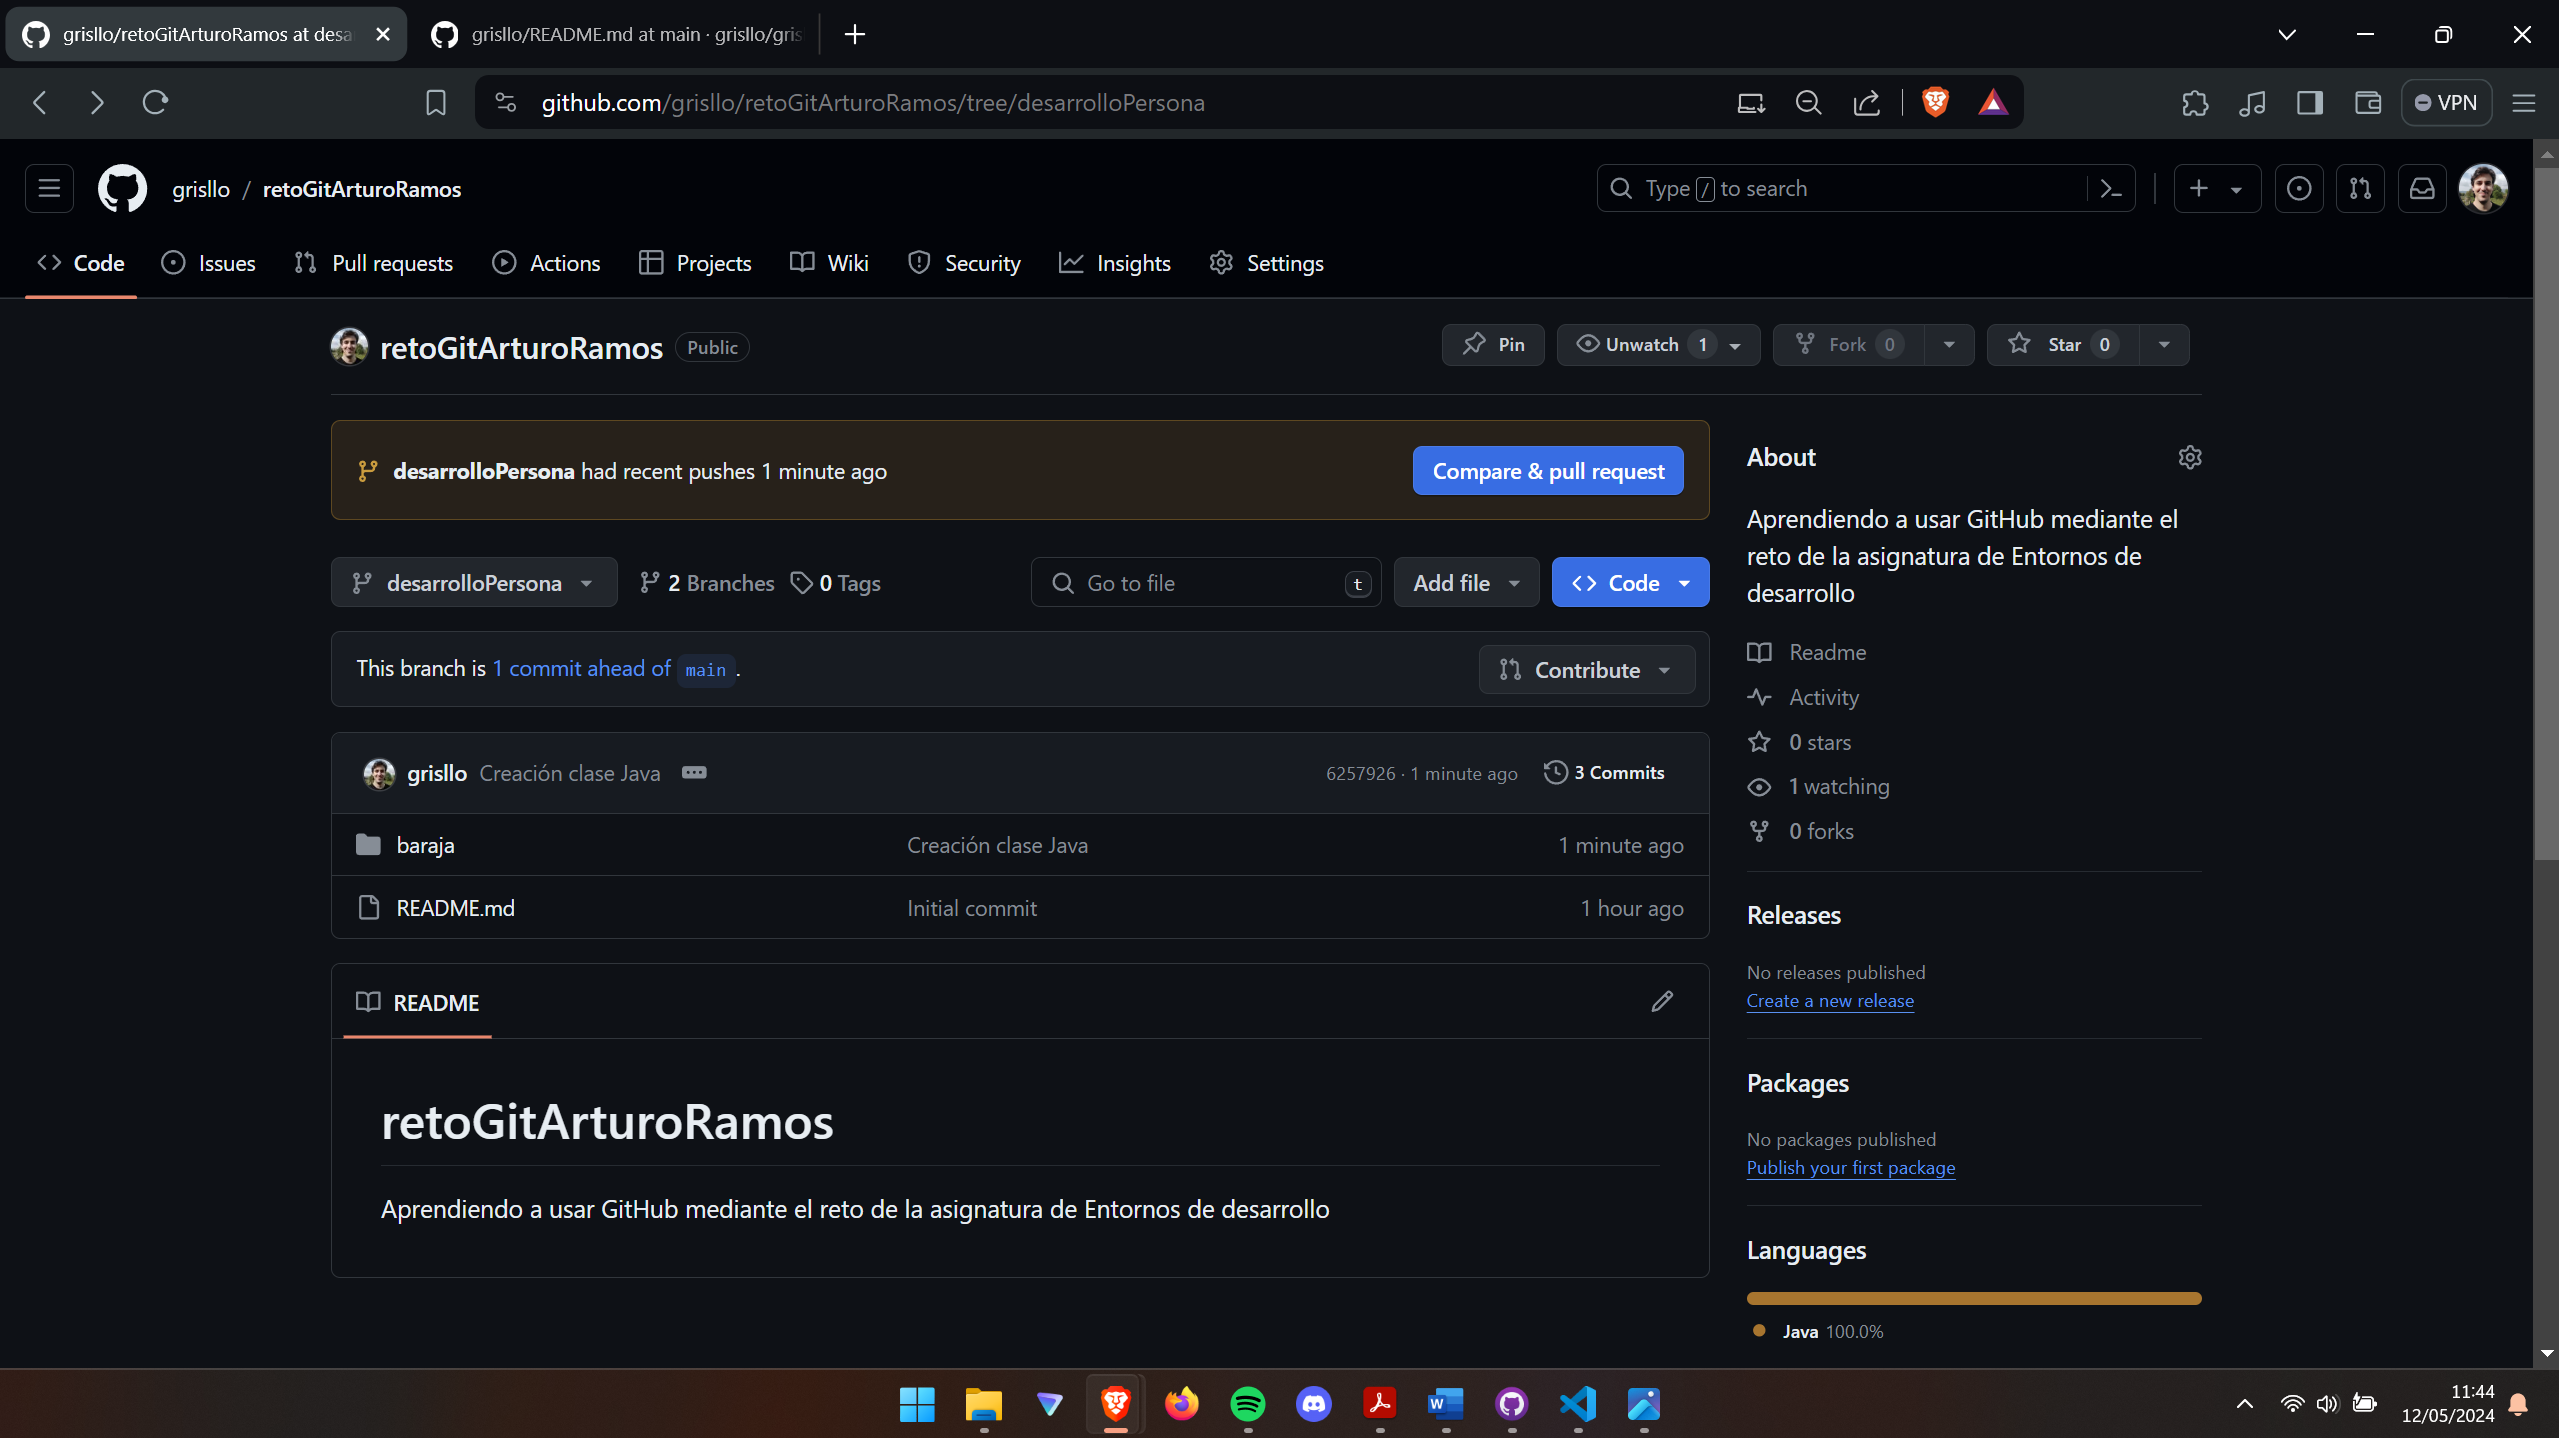 grisllo/retoGitArturoRamos at desa
grisllo/README.md at main · grisllo/gris
github.com/grisllo/retoGitArturoRamos/tree/desarrolloPersona
VPN
grisllo / retoGitArturoRamos
Type / to search
Code
Issues
Pull requests
Actions
Projects
Wiki
Security
Insights
Settings
retoGitArturoRamos Public
Pin
Unwatch 1
Fork 0
Star 0
desarrolloPersona had recent pushes 1 minute ago
Compare & pull request
desarrolloPersona
2 Branches
0 Tags
Go to file t
Add file
Code
This branch is 1 commit ahead of main.
Contribute
grisllo Creación clase Java
6257926 · 1 minute ago
3 Commits
baraja Creación clase Java 1 minute ago
README.md Initial commit 1 hour ago
README
retoGitArturoRamos
Aprendiendo a usar GitHub mediante el reto de la asignatura de Entornos de desarrollo
About
Aprendiendo a usar GitHub mediante el
reto de la asignatura de Entornos de
desarrollo
Readme
Activity
0 stars
1 watching
0 forks
Releases
No releases published
Create a new release
Packages
No packages published
Publish your first package
Languages
Java 100.0%
11:44
12/05/2024